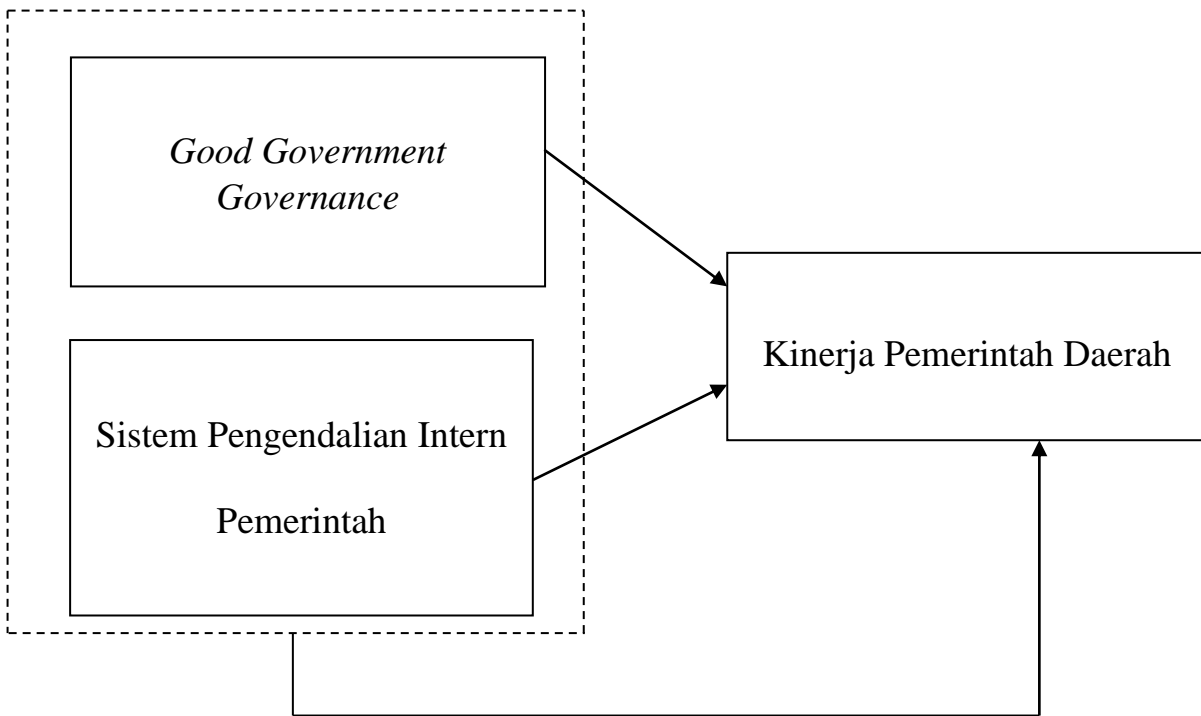 Good Government
Governance
Kinerja Pemerintah Daerah
Sistem Pengendalian Intern
Pemerintah